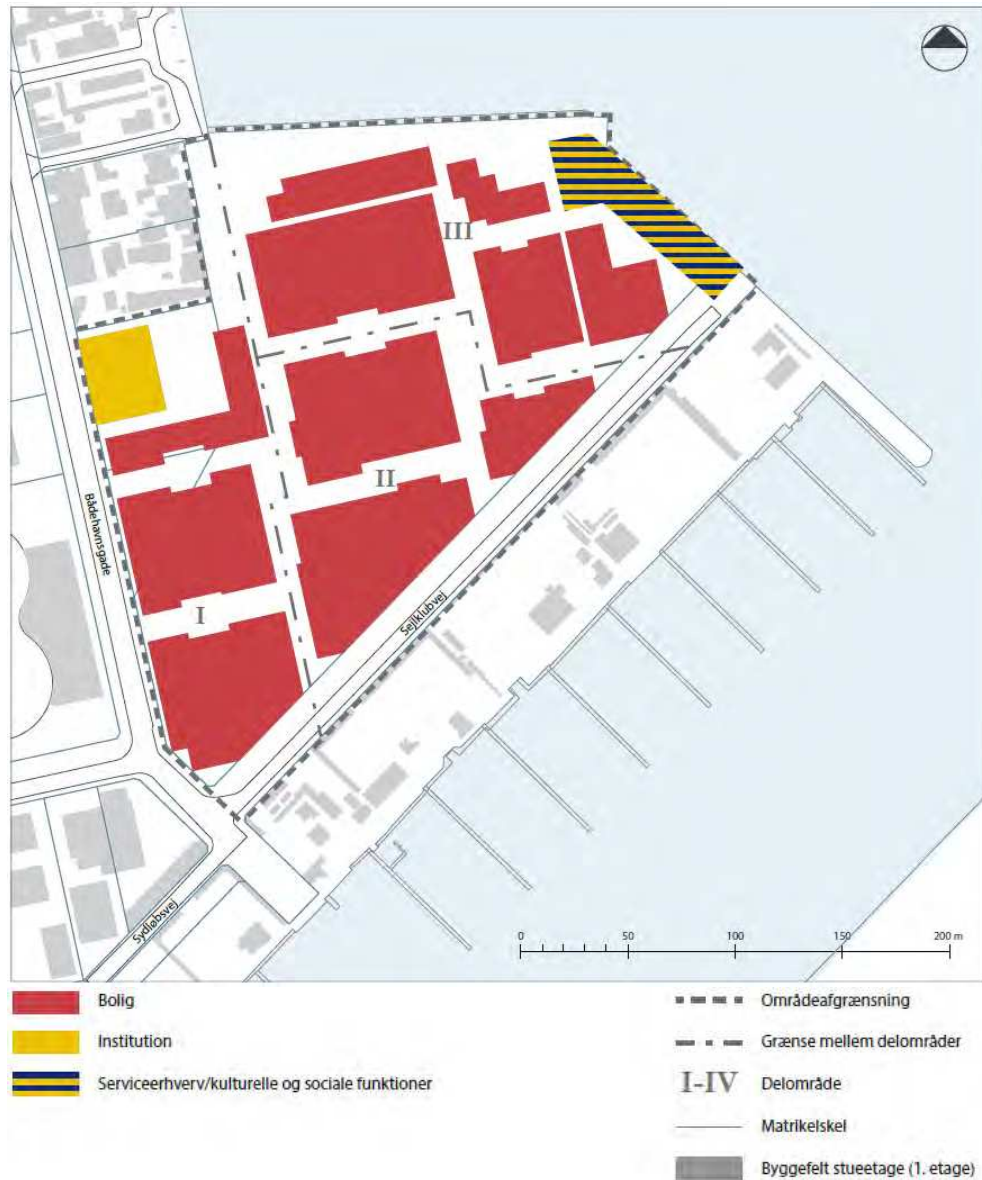 III
II
I
Bådehavnsgade
Sejlklubvej
Sydløbsvej
0 50 100 150 200 m
Bolig
Institution
Serviceerhverv/kulturelle og sociale funktioner
Områdeafgrænsning
Grænse mellem delområder
I-IV Delområde
Matrikelskel
Byggefelt stueetage (1. etage)